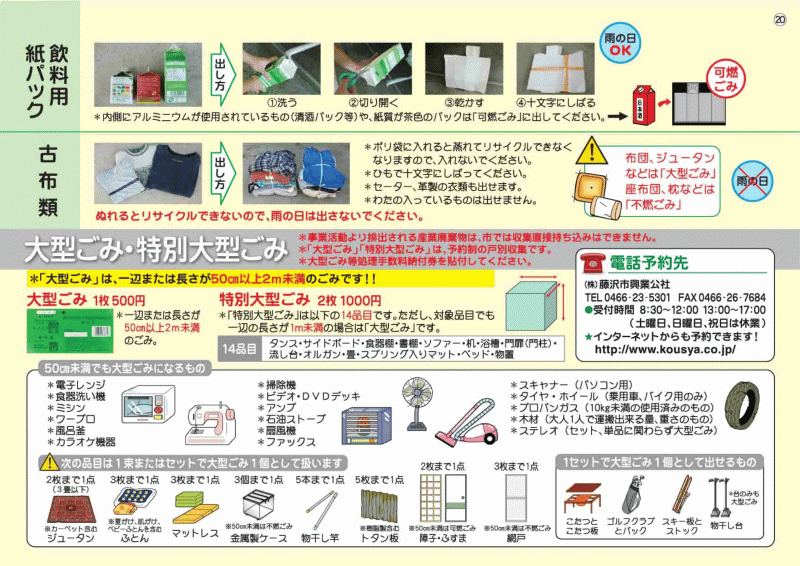 ⑳
飲料用
紙パック
出し方
①洗う
②切り開く
③乾かす
④十文字にしばる
雨の日
OK
日本酒
可燃
ごみ
＊内側にアルミニウムが使用されているもの（清酒パック等）や、紙質が茶色のパックは「可燃ごみ」に出してください。
古布類
出し方
＊ポリ袋に入れると蒸れてリサイクルできなく
なりますので、入れないでください。
＊ひもで十文字にしばってください。
＊セーター、革製の衣類も出せます。
＊わたの入っているものは出せません。
布団、ジュータン
などは「大型ごみ」
座布団、枕などは
「不燃ごみ」
雨の日
ぬれるとリサイクルできないので、雨の日は出さないでください。
大型ごみ・特別大型ごみ
＊事業活動より排出される産業廃棄物は、市では収集直接持ち込みはできません。
＊「大型ごみ」「特別大型ごみ」は、予約制の戸別収集です。
＊大型ごみ等処理手数料納付券を貼付してください。
＊「大型ごみ」は、一辺または長さが50㎝以上2m未満のごみです！！
大型ごみ 1枚500円
＊一辺または長さが
50㎝以上2m未満
のごみ。
特別大型ごみ 2枚1000円
＊「特別大型ごみ」は以下の14品目です。ただし、対象品目でも
一辺の長さが1m未満の場合は「大型ごみ」です。
14品目
タンス・サイドボード・食器棚・書棚・ソファー・机・浴槽・門扉（門柱）・
流し台・オルガン・畳・スプリング入りマット・ベッド・物置
電話予約先
㈱藤沢市興業公社
TEL 0466-23-5301 FAX 0466-26-7684
●受付時間 8:30〜12:00 13:00〜17:00
（土曜日、日曜日、祝日は休業）
★インターネットからも予約できます！
http://www.kousya.co.jp/
50㎝未満でも大型ごみになるもの
＊電子レンジ
＊食器洗い機
＊ミシン
＊ワープロ
＊風呂釜
＊カラオケ機器
＊掃除機
＊ビデオ・DVDデッキ
＊アンプ
＊石油ストーブ
＊扇風機
＊ファックス
＊スキャナー（パソコン用）
＊タイヤ・ホイール（乗用車、バイク用のみ）
＊プロパンガス（10㎏未満の使用済みのもの）
＊木材（大人1人で運搬出来る量、重さのもの）
＊ステレオ（セット、単品に関わらず大型ごみ）
次の品目は1束またはセットで大型ごみ1個として扱います
2枚まで1点
（3畳以下）
※カーペット含む
ジュータン
3枚まで1点
※夏がけ、肌がけ、
ベビーふとんを含む
ふとん
3枚まで1点
マットレス
3個まで1点
※50㎝未満は不燃ごみ
金属製ケース
5本まで1点
物干し竿
5枚まで1点
※樹脂製含む
トタン板
2枚まで1点
※50㎝未満は可燃ごみ
障子・ふすま
3枚まで1点
※50㎝未満は不燃ごみ
網戸
1セットで大型ごみ1個として出せるもの
こたつと
こたつ板
ゴルフクラブ
とバック
スキー板と
ストック
※台のみも
大型ごみ
物干し台